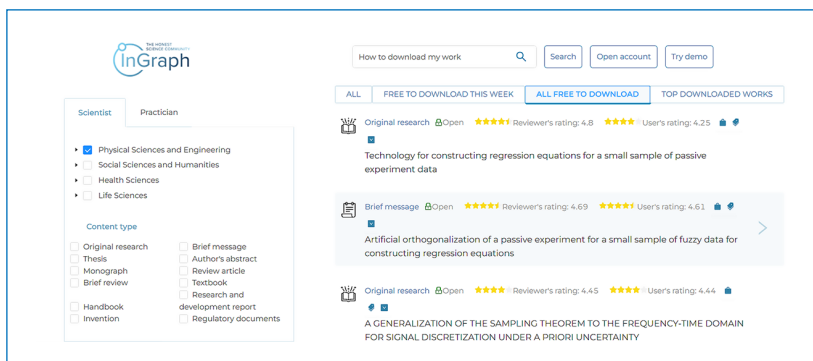 THE HONEST
SCIENCE COMMUNITY
inGraph
How to download my work
Search
Open account
Try demo
ALL
FREE TO DOWNLOAD THIS WEEK
ALL FREE TO DOWNLOAD
TOP DOWNLOADED WORKS
Scientist
Practician
Physical Sciences and Engineering
Social Sciences and Humanities
Health Sciences
Life Sciences
Content type
Original research
Brief message
Thesis
Author's abstract
Monograph
Review article
Brief review
Textbook
Research and
Handbook
development report
Invention
Regulatory documents
Original research Open Reviewer's rating: 4.8 User's rating: 4.25
Technology for constructing regression equations for a small sample of passive
experiment data
Brief message Open Reviewer's rating: 4.69 User's rating: 4.61
Artificial orthogonalization of a passive experiment for a small sample of fuzzy data for
constructing regression equations
Original research Open Reviewer's rating: 4.45 User's rating: 4.44
A GENERALIZATION OF THE SAMPLING THEOREM TO THE FREQUENCY-TIME DOMAIN
FOR SIGNAL DISCRETIZATION UNDER A PRIORI UNCERTAINTY